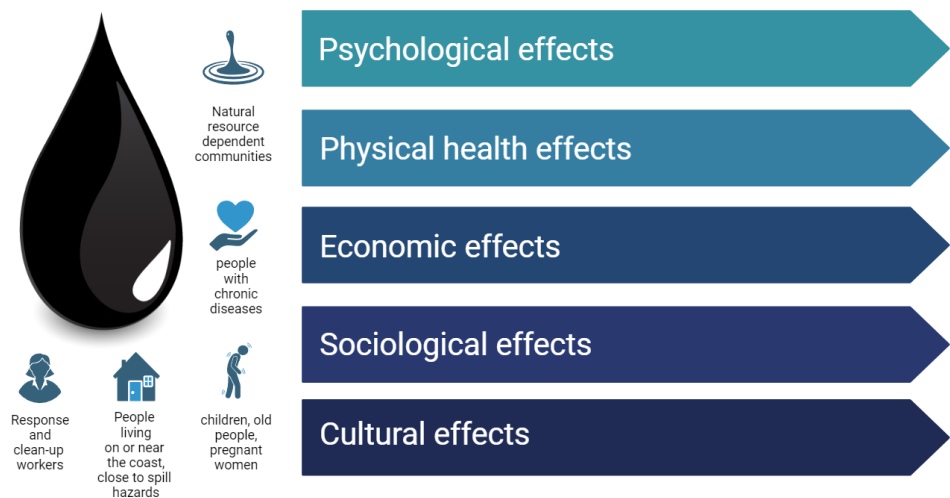 Psychological effects
Natural
resource
dependent
communities
Physical health effects
people
with
chronic
diseases
Economic effects
Sociological effects
Response
and
clean-up
workers
People
living
on or near
the coast,
close to spill
hazards
children, old
people,
pregnant
women
Cultural effects